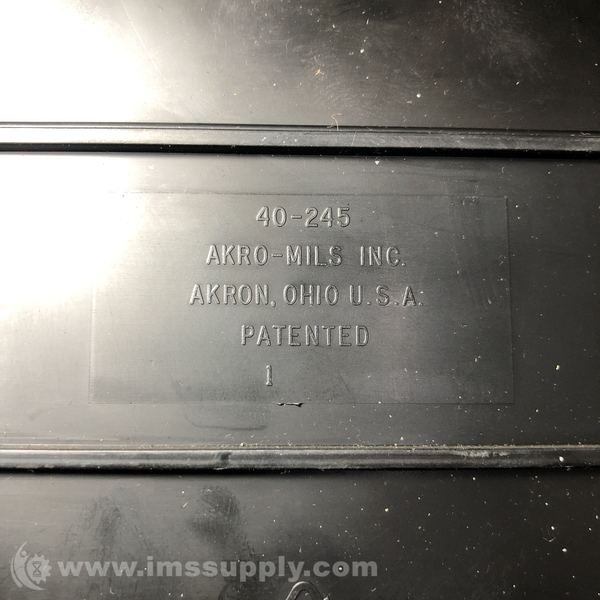 40-245
AKRO-MILS INC.
AKRON, OHIO U.S.A.
PATENTED
1
www.imssupply.com